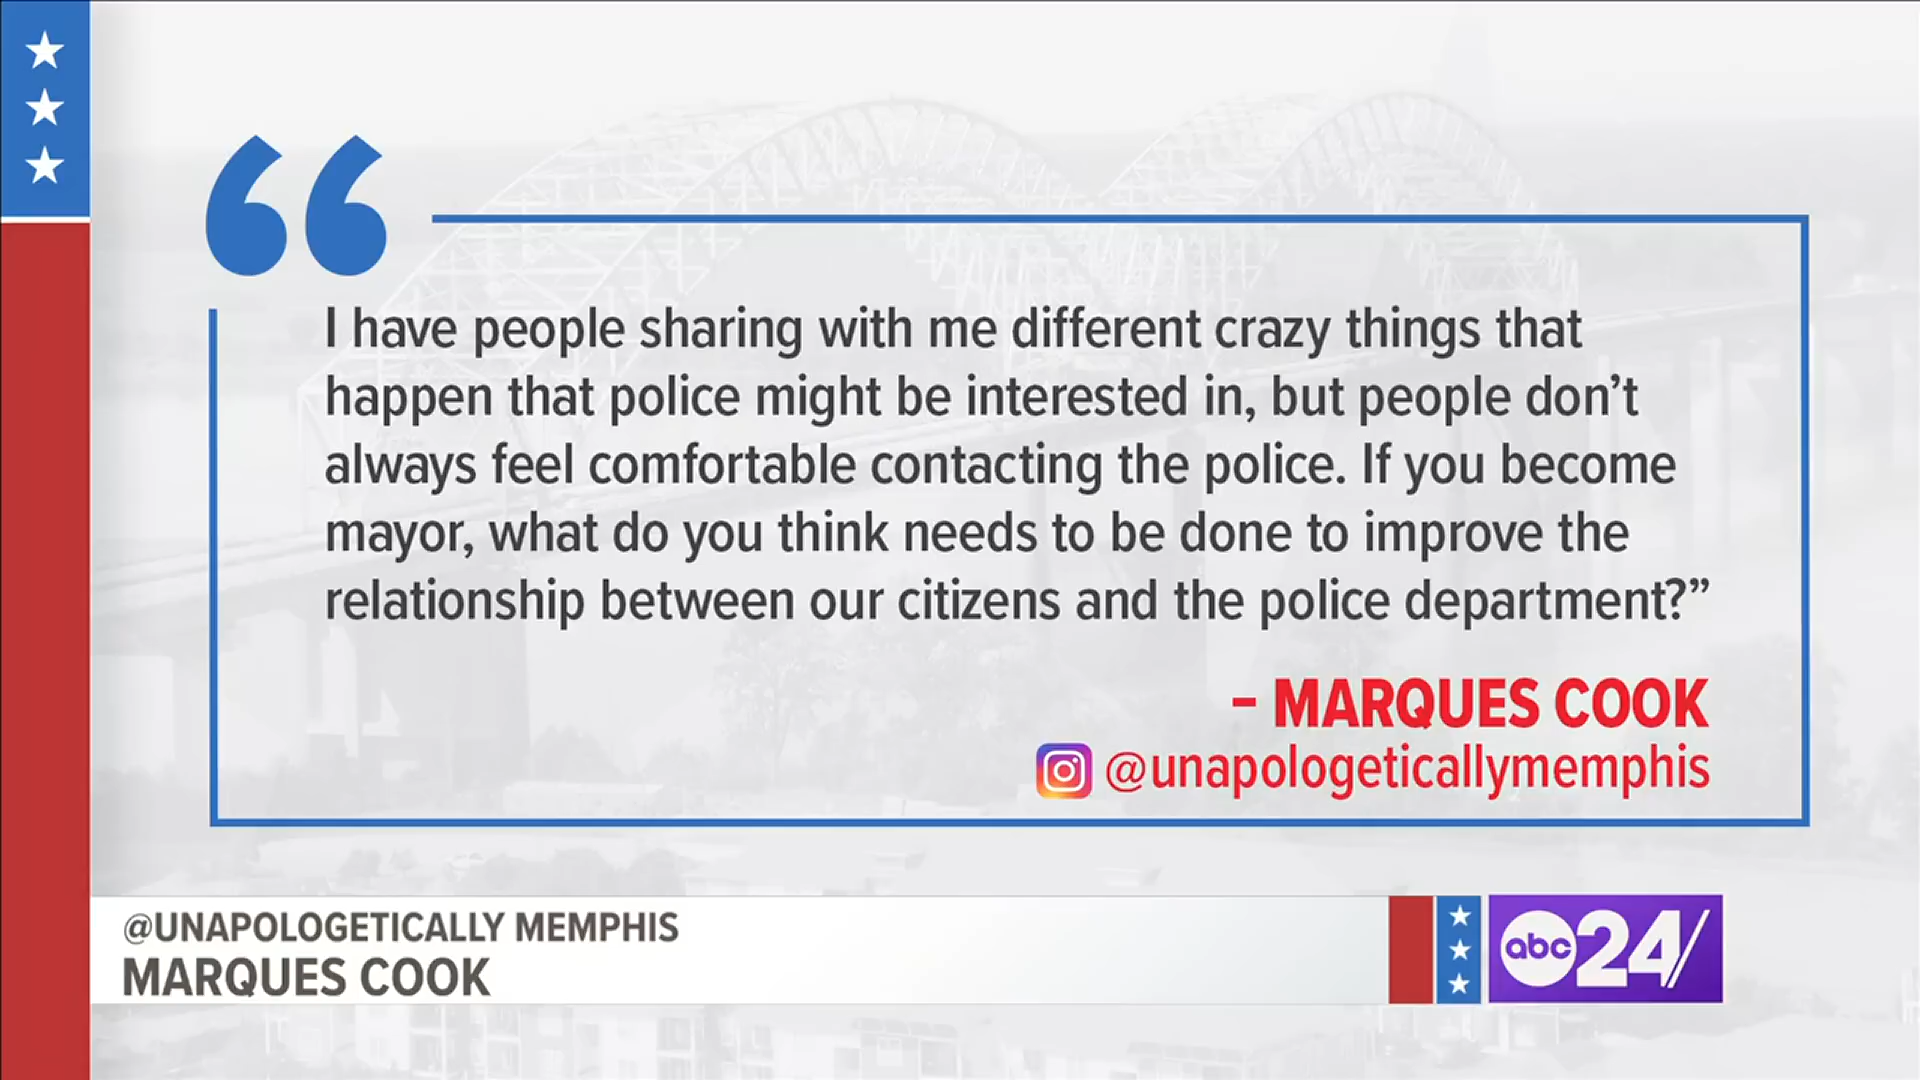 “
I have people sharing with me different crazy things that
happen that police might be interested in, but people don’t
always feel comfortable contacting the police. If you become
mayor, what do you think needs to be done to improve the
relationship between our citizens and the police department?”
- MARQUES COOK
@unapologeticallymemphis
@UNAPOLOGETICALLY MEMPHIS
MARQUES COOK
abc 24/